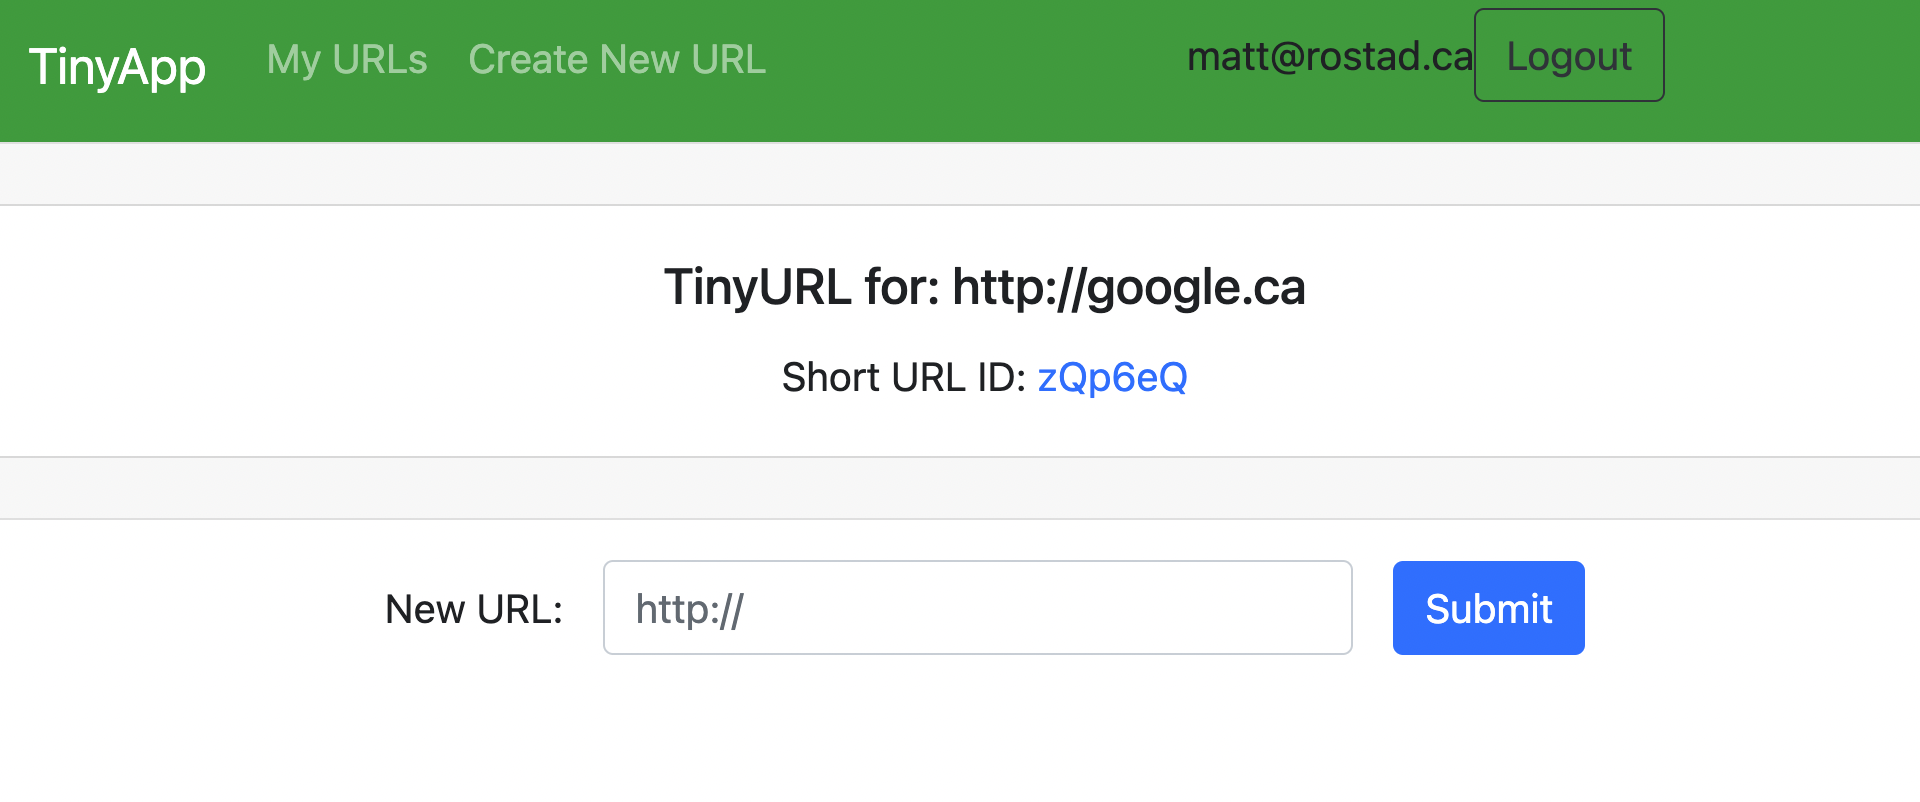 TinyApp My URLs Create New URL matt@rostad.ca Logout
TinyURL for: http://google.ca
Short URL ID: zQp6eQ
New URL: http:// Submit